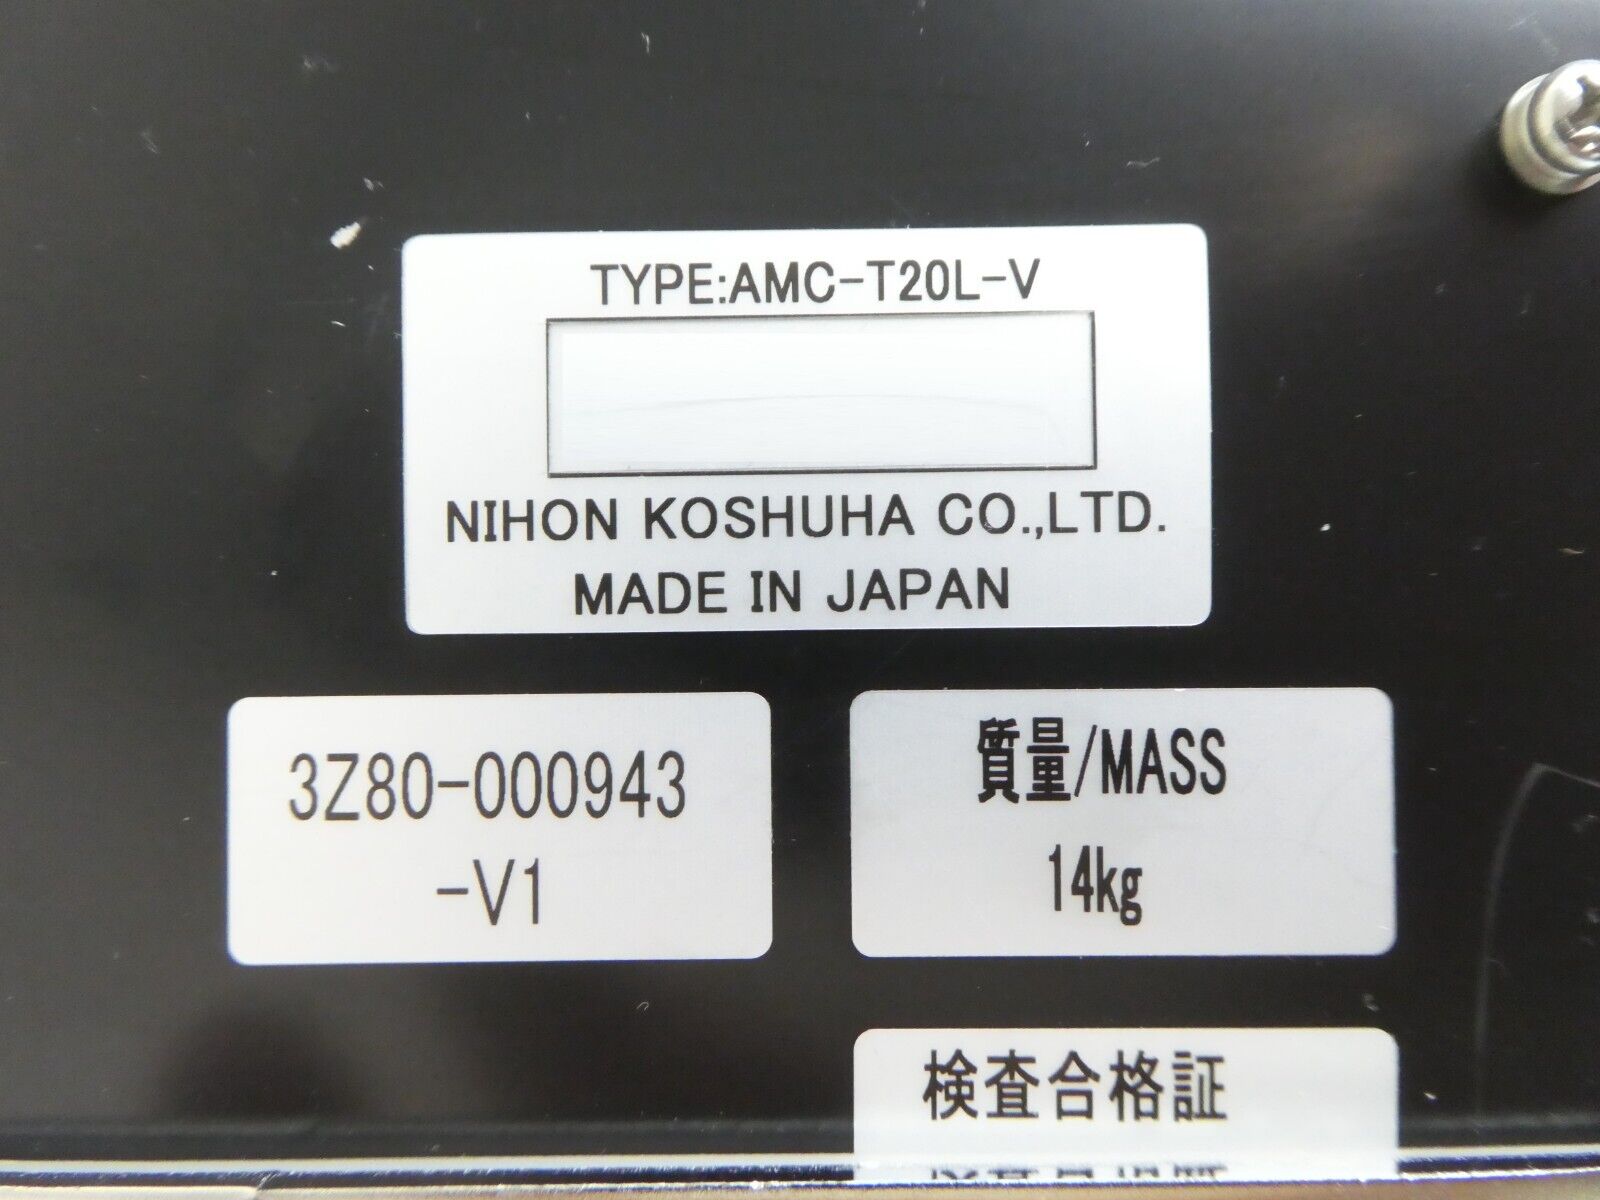 TYPE:AMC-T20L-V
NIHON KOSHUHA CO.,LTD.
MADE IN JAPAN
3Z80-000943
-V1
質量/MASS
14kg
検査合格証